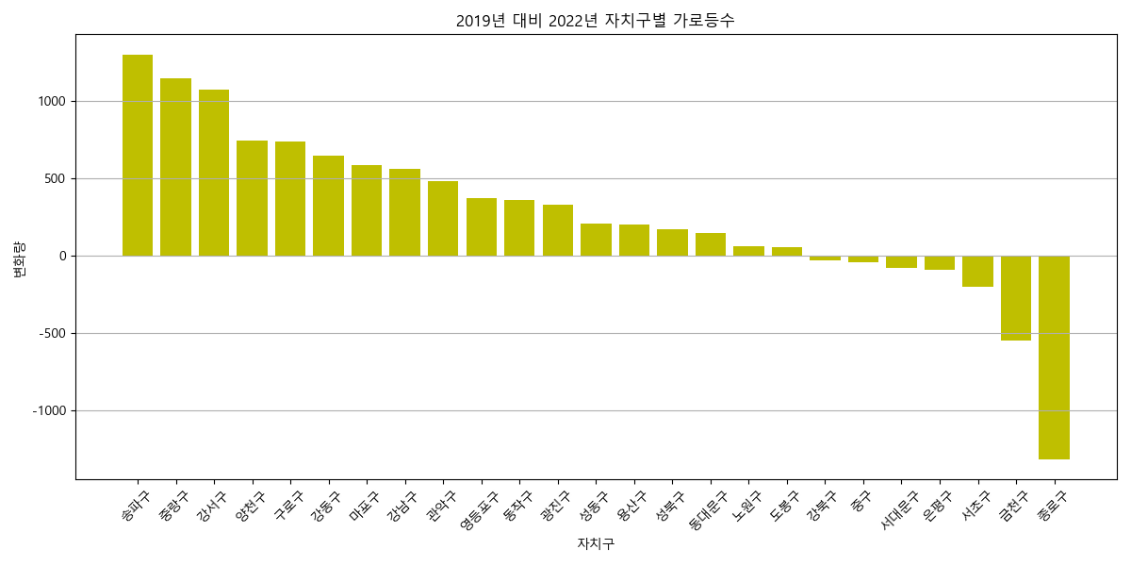 2019년 대비 2022년 자치구별 가로등수
변화량
1000
500
0
-500
-1000
송파구
중랑구
강서구
양천구
구로구
강동구
마포구
강남구
관악구
영등포구
동작구
광진구
성동구
용산구
성북구
동대문구
노원구
도봉구
강북구
중구
서대문구
은평구
서초구
금천구
종로구
자치구